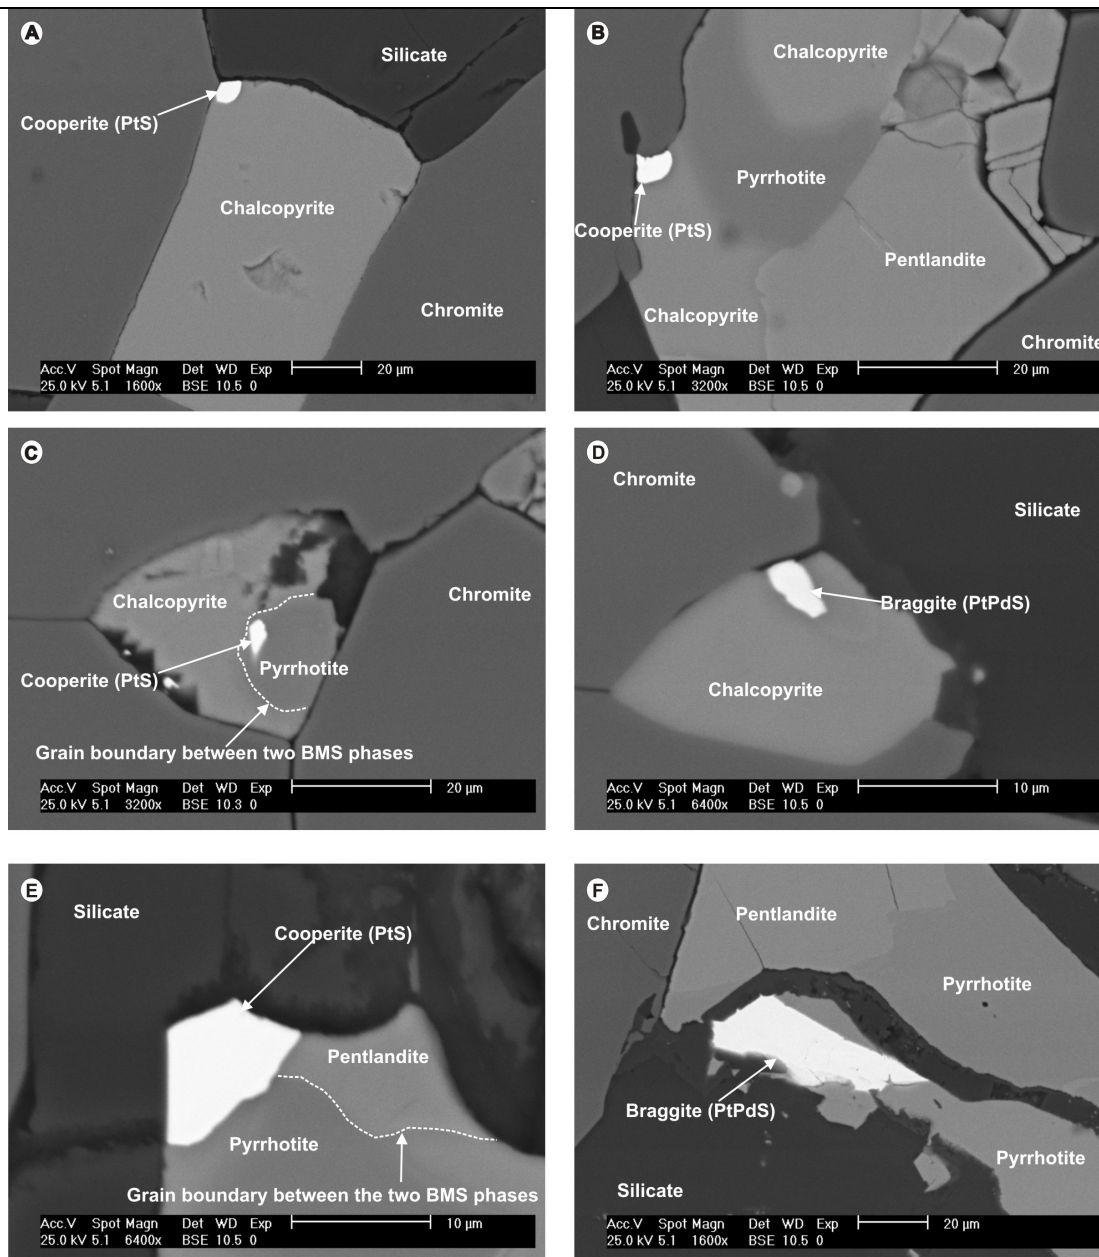 A
Silicate
Cooperite (PtS)
Chalcopyrite
Chromite
Acc.V Spot Magn Det WD Exp 20 µm
25.0 kV 5.1 1600x BSE 10.5 0
B
Chalcopyrite
Pyrrhotite
Cooperite (PtS)
Pentlandite
Chalcopyrite
Chromite
Acc.V Spot Magn Det WD Exp 20 µm
25.0 kV 5.1 3200x BSE 10.5 0
C
Chromite
Chalcopyrite
Pyrrhotite
Cooperite (PtS)
Grain boundary between two BMS phases
Acc.V Spot Magn Det WD Exp 20 µm
25.0 kV 5.1 3200x BSE 10.3 0
D
Chromite
Silicate
Braggite (PtPdS)
Chalcopyrite
Acc.V Spot Magn Det WD Exp 10 µm
25.0 kV 5.1 6400x BSE 10.5 0
E
Silicate
Cooperite (PtS)
Pentlandite
Pyrrhotite
Grain boundary between the two BMS phases
Acc.V Spot Magn Det WD Exp 10 µm
25.0 kV 5.1 6400x BSE 10.5 0
F
Pentlandite
Chromite
Pyrrhotite
Braggite (PtPdS)
Pyrrhotite
Silicate
Acc.V Spot Magn Det WD Exp 20 µm
25.0 kV 5.1 1600x BSE 10.5 0